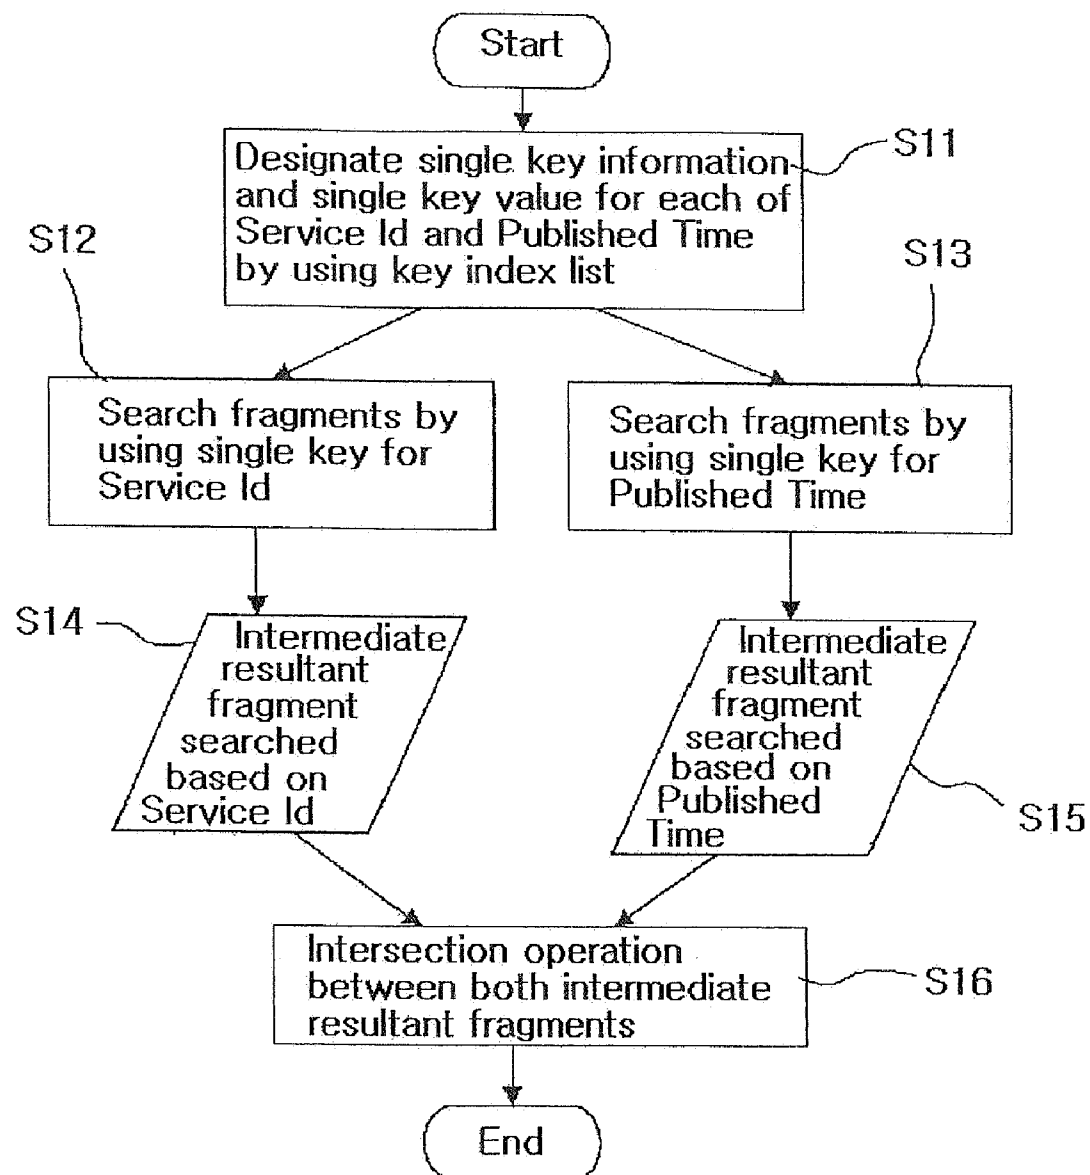 Start
Designate single key information
and single key value for each of
Service Id and Published Time
by using key index list
S11
S12
S13
Search fragments by
using single key for
Service Id
Search fragments by
using single key for
Published Time
S14
Intermediate
resultant
fragment
searched
based on
Service Id
Intermediate
resultant
fragment
searched
based on
Published
Time
S15
Intersection operation
between both intermediate
resultant fragments
S16
End